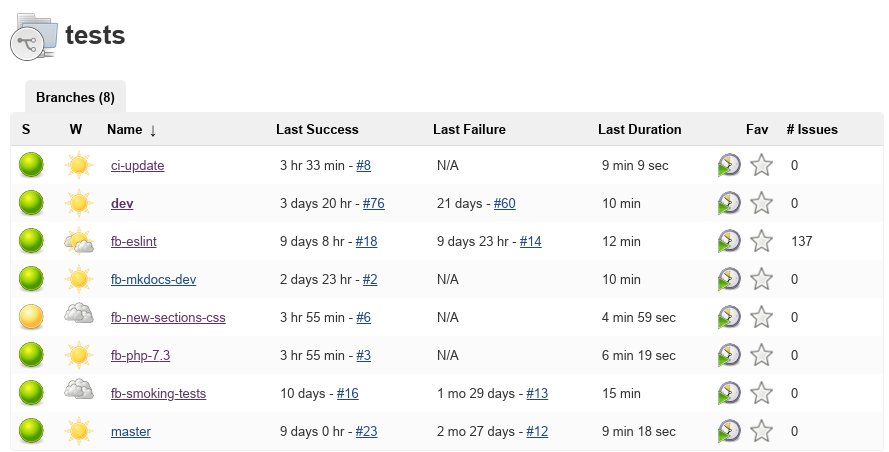 tests
Branches (8)
S W Name ↓ Last Success Last Failure Last Duration Fav # Issues
ci-update 3 hr 33 min - #8 N/A 9 min 9 sec 0
dev 3 days 20 hr - #76 21 days - #60 10 min 0
fb-eslint 9 days 8 hr - #18 9 days 23 hr - #14 12 min 137
fb-mkdocs-dev 2 days 23 hr - #2 N/A 10 min 0
fb-new-sections-css 3 hr 55 min - #6 N/A 4 min 59 sec 0
fb-php-7.3 3 hr 55 min - #3 N/A 6 min 19 sec 0
fb-smoking-tests 10 days - #16 1 mo 29 days - #13 15 min 0
master 9 days 0 hr - #23 2 mo 27 days - #12 9 min 18 sec 0